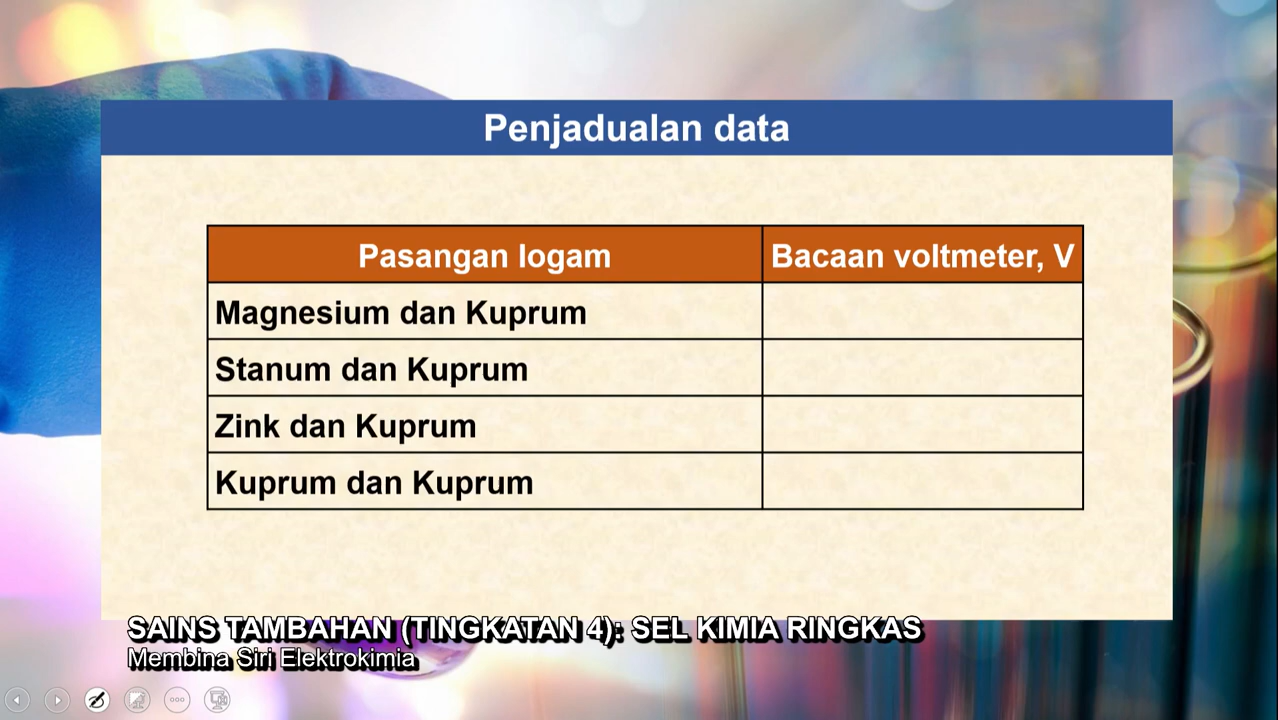 Penjadualan data
Pasangan logam Bacaan voltmeter, V
Magnesium dan Kuprum
Stanum dan Kuprum
Zink dan Kuprum
Kuprum dan Kuprum
SAINS TAMBAHAN (TINGKATAN 4): SEL KIMIA RINGKAS
Membina Siri Elektrokimia